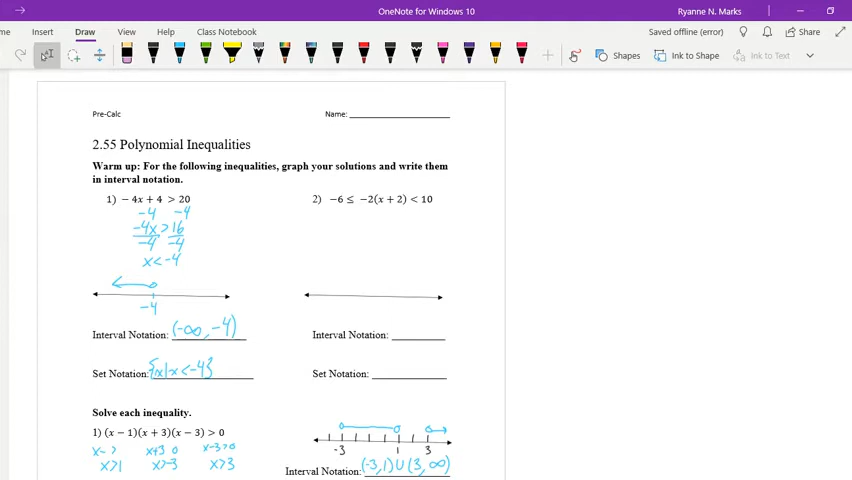 OneNote for Windows 10
Ryanne N. Marks
Insert Draw View Help Class Notebook
Saved offline (error)
Share
Shapes
Ink to Shape
Ink to Text
Pre-Calc Name:
2.55 Polynomial Inequalities
Warm up: For the following inequalities, graph your solutions and write them
in interval notation.
1) − 4x + 4 > 20
-4 -4
-4x > 16
-4 -4
x < -4
-4
Interval Notation: (-∞, -4)
Set Notation: {x|x < -4}
2) −6 ≤ −2(x + 2) < 10
Interval Notation:
Set Notation:
Solve each inequality.
1) (x − 1)(x + 3)(x − 3) > 0
x+3 0 x-3>0
x>1 x>-3 x>3
-3 1 3
Interval Notation: (-3, 1) ∪ (3, ∞)